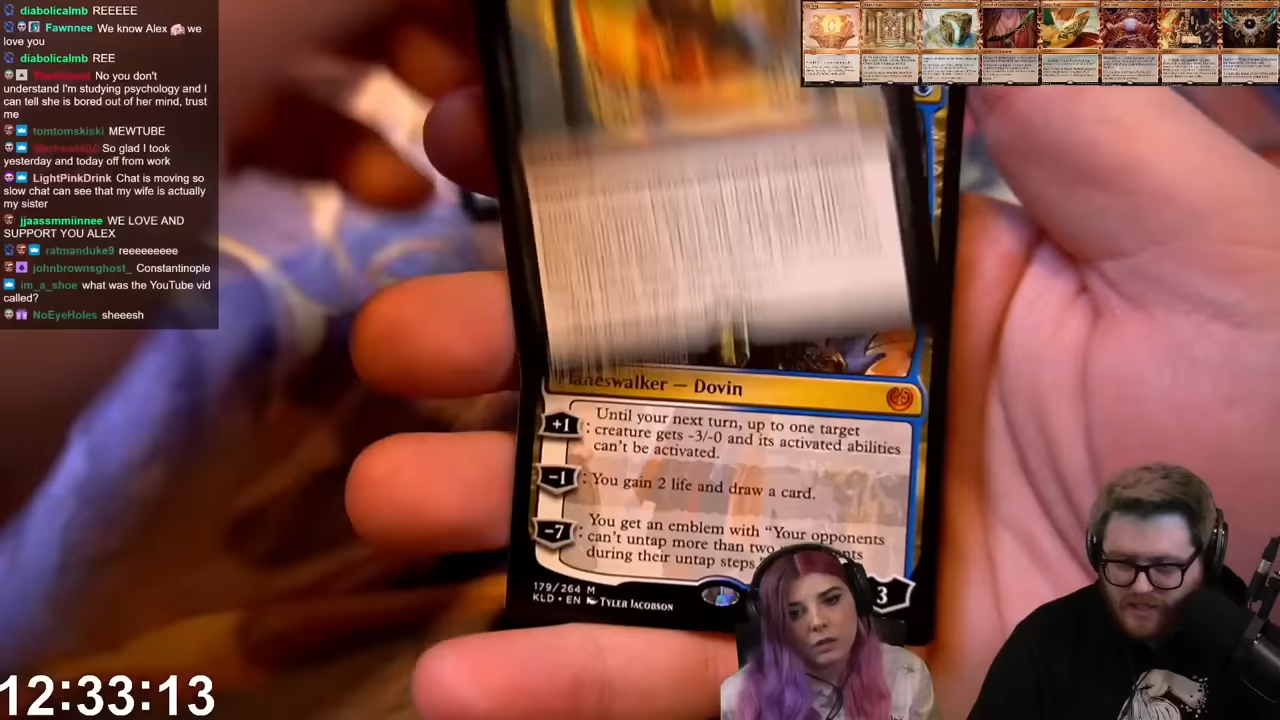 diabolicalmb REEEEE
Fawnnee We know Alex we
love you
diabolicalmb REE
No you don't
understand I'm studying psychology and I
can tell she is bored out of her mind, trust
me
tomtomskiski MEWTUBE
So glad I took
yesterday and today off from work
LightPinkDrink Chat is moving so
slow chat can see that my wife is actually
my sister
jjaassmmiinnee WE LOVE AND
SUPPORT YOU ALEX
ratmanduke9 reeeeeeee
johnbrownsghost_ Constantinople
im_a_shoe what was the YouTube vid
called?
NoEyeHoles sheeesh
12:33:13
Planeswalker — Dovin
+1 : Until your next turn, up to one target
creature gets -3/-0 and its activated abilities
can't be activated.
-1 : You gain 2 life and draw a card.
-7 : You get an emblem with "Your opponents
can't untap more than two
during their untap steps."
3
179/264 M
KLD • EN Tyler Jacobson